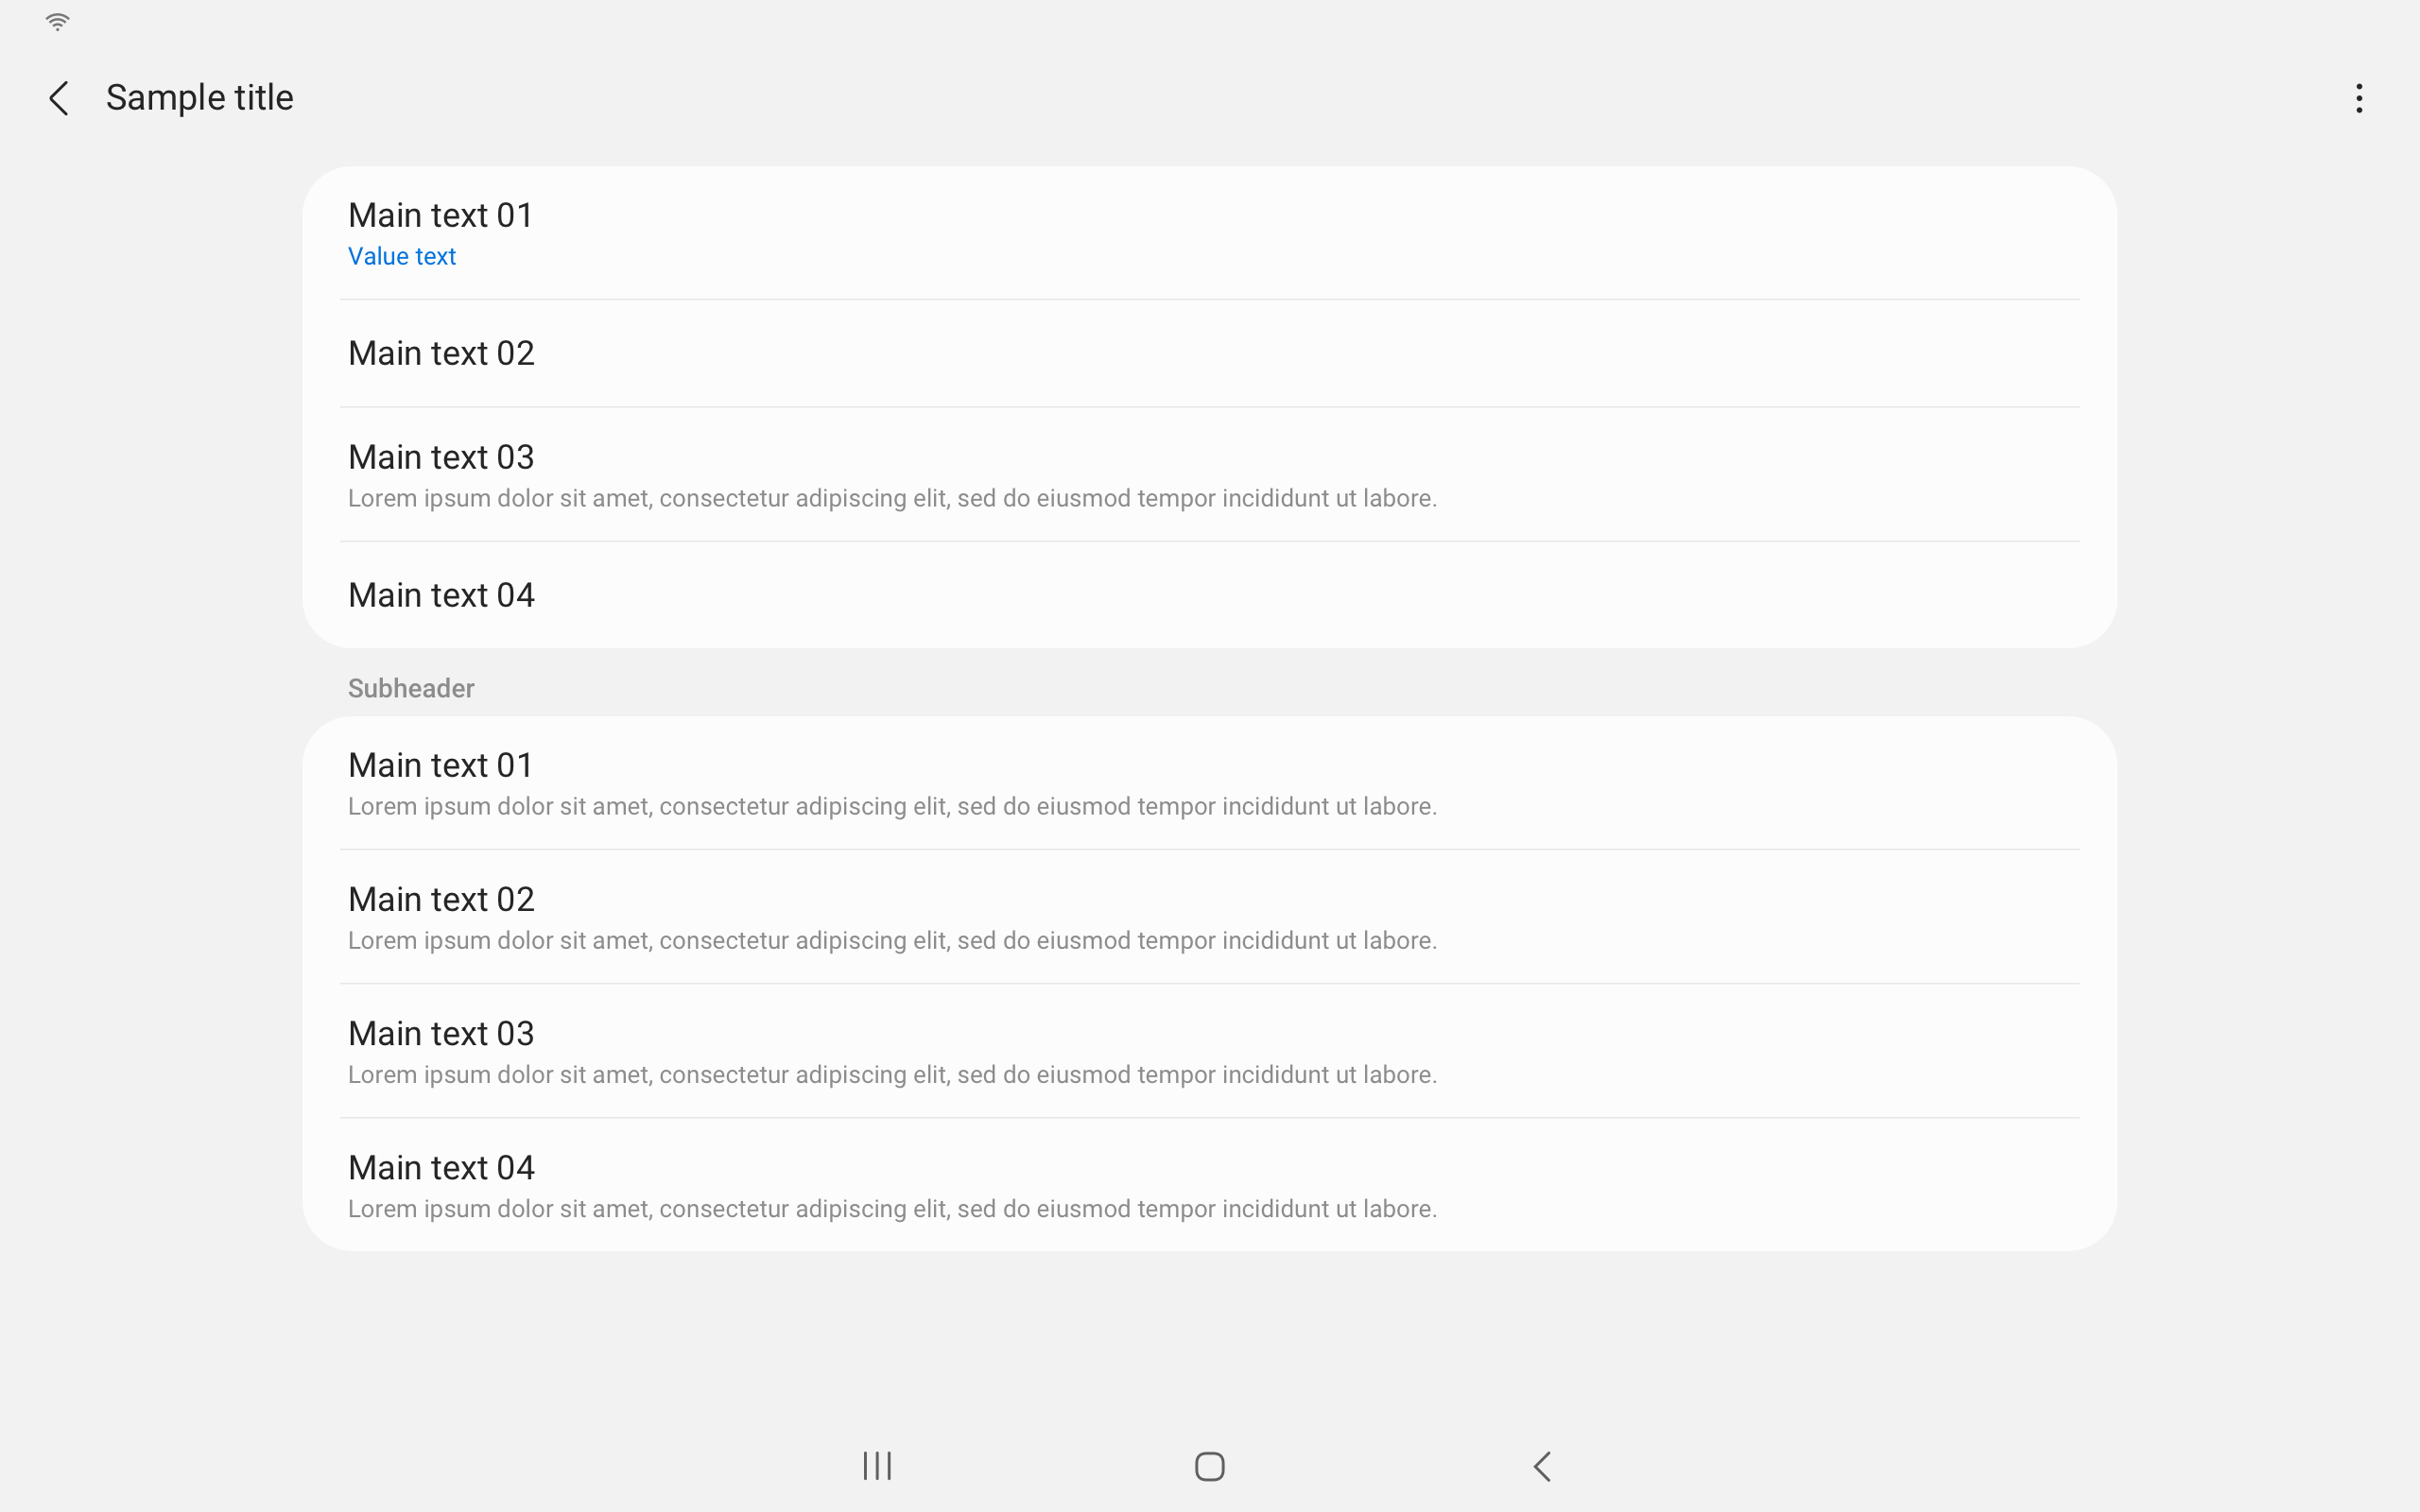 Sample title
Main text 01
Value text
Main text 02
Main text 03
Lorem ipsum dolor sit amet, consectetur adipiscing elit, sed do eiusmod tempor incididunt ut labore.
Main text 04
Subheader
Main text 01
Lorem ipsum dolor sit amet, consectetur adipiscing elit, sed do eiusmod tempor incididunt ut labore.
Main text 02
Lorem ipsum dolor sit amet, consectetur adipiscing elit, sed do eiusmod tempor incididunt ut labore.
Main text 03
Lorem ipsum dolor sit amet, consectetur adipiscing elit, sed do eiusmod tempor incididunt ut labore.
Main text 04
Lorem ipsum dolor sit amet, consectetur adipiscing elit, sed do eiusmod tempor incididunt ut labore.